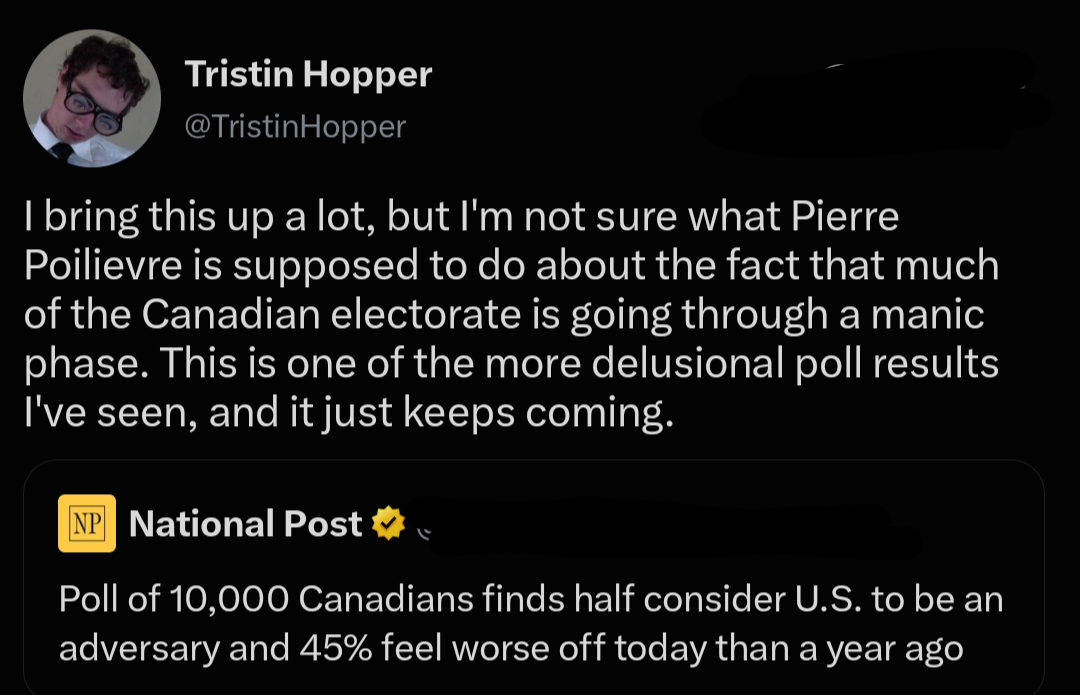 Tristin Hopper
@TristinHopper
I bring this up a lot, but I'm not sure what Pierre
Poilievre is supposed to do about the fact that much
of the Canadian electorate is going through a manic
phase. This is one of the more delusional poll results
I've seen, and it just keeps coming.
NP
National Post
Poll of 10,000 Canadians finds half consider U.S. to be an
adversary and 45% feel worse off today than a year ago